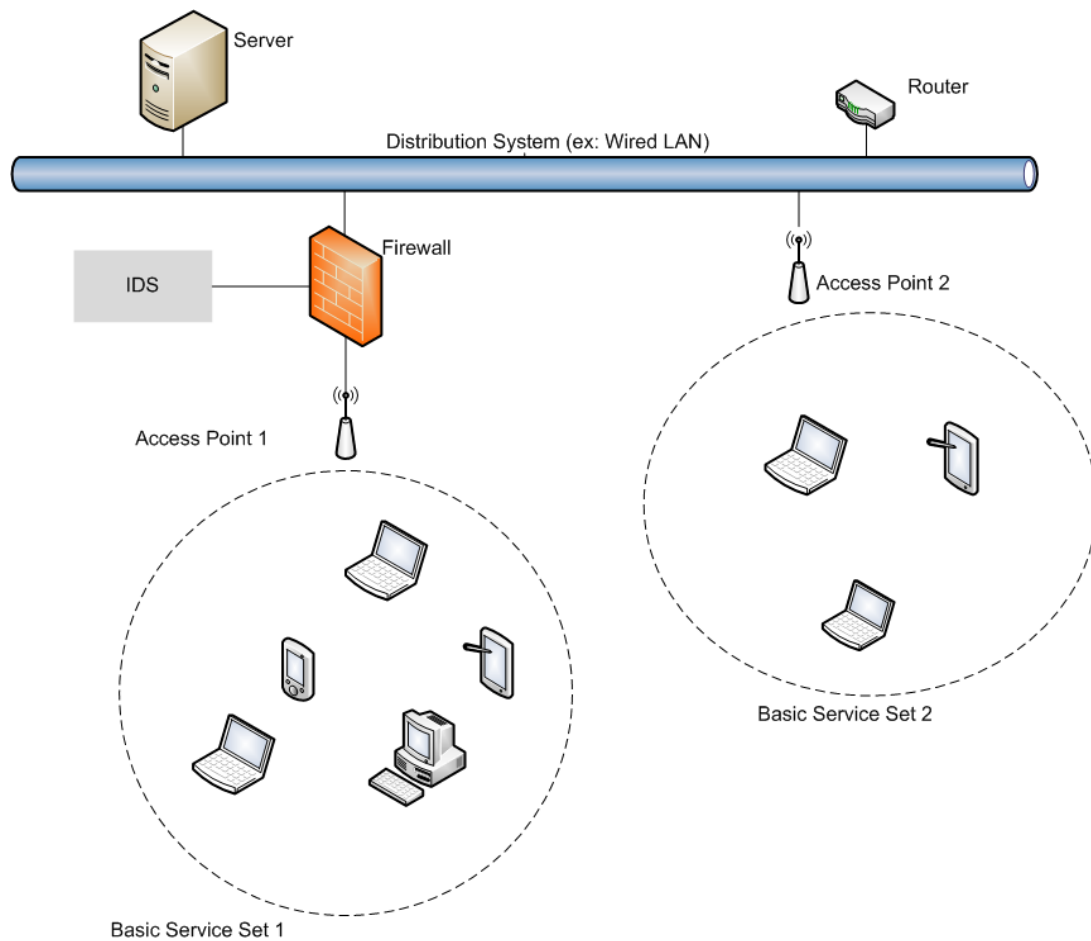 Server
Router
Distribution System (ex: Wired LAN)
Firewall
IDS
Access Point 2
Access Point 1
Basic Service Set 2
Basic Service Set 1